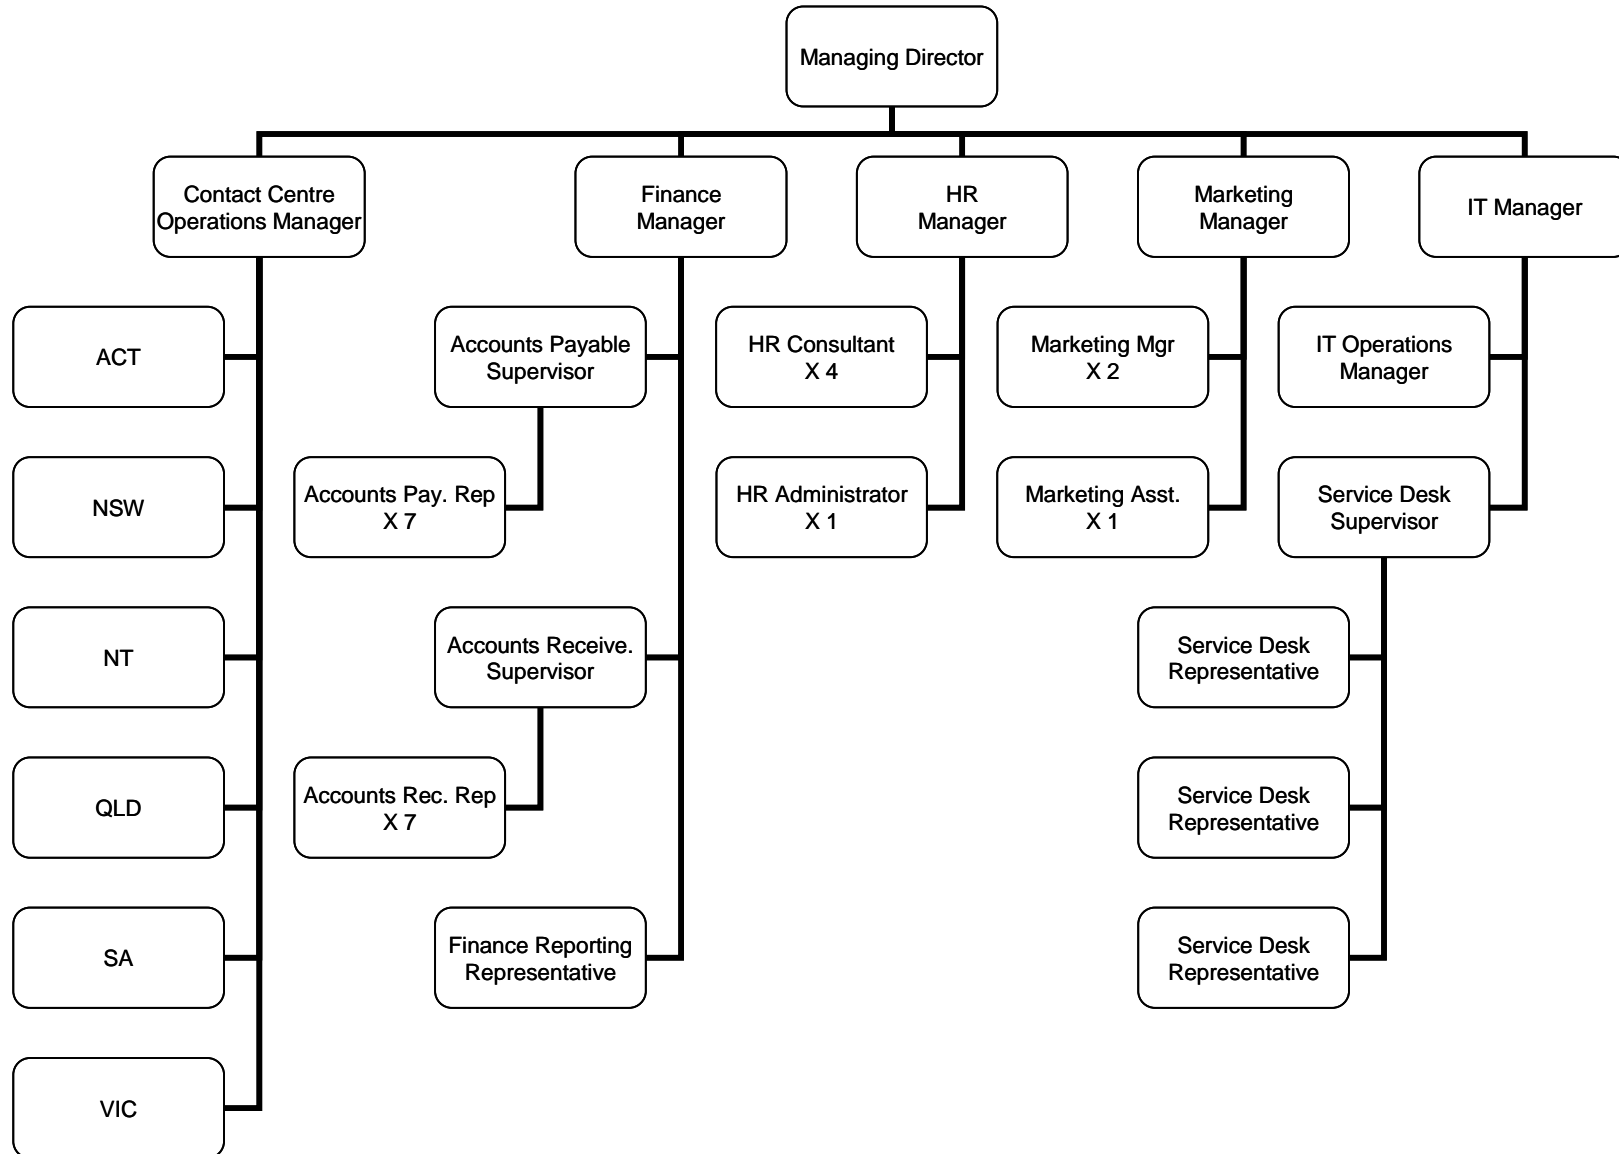 Managing Director
Contact Centre
Operations Manager
Finance
Manager
HR
Manager
Marketing
Manager
IT Manager
ACT
Accounts Payable
Supervisor
HR Consultant
X 4
Marketing Mgr
X 2
IT Operations
Manager
NSW
Accounts Pay. Rep
X 7
HR Administrator
X 1
Marketing Asst.
X 1
Service Desk
Supervisor
NT
Accounts Receive.
Supervisor
Service Desk
Representative
QLD
Accounts Rec. Rep
X 7
Service Desk
Representative
SA
Finance Reporting
Representative
Service Desk
Representative
VIC